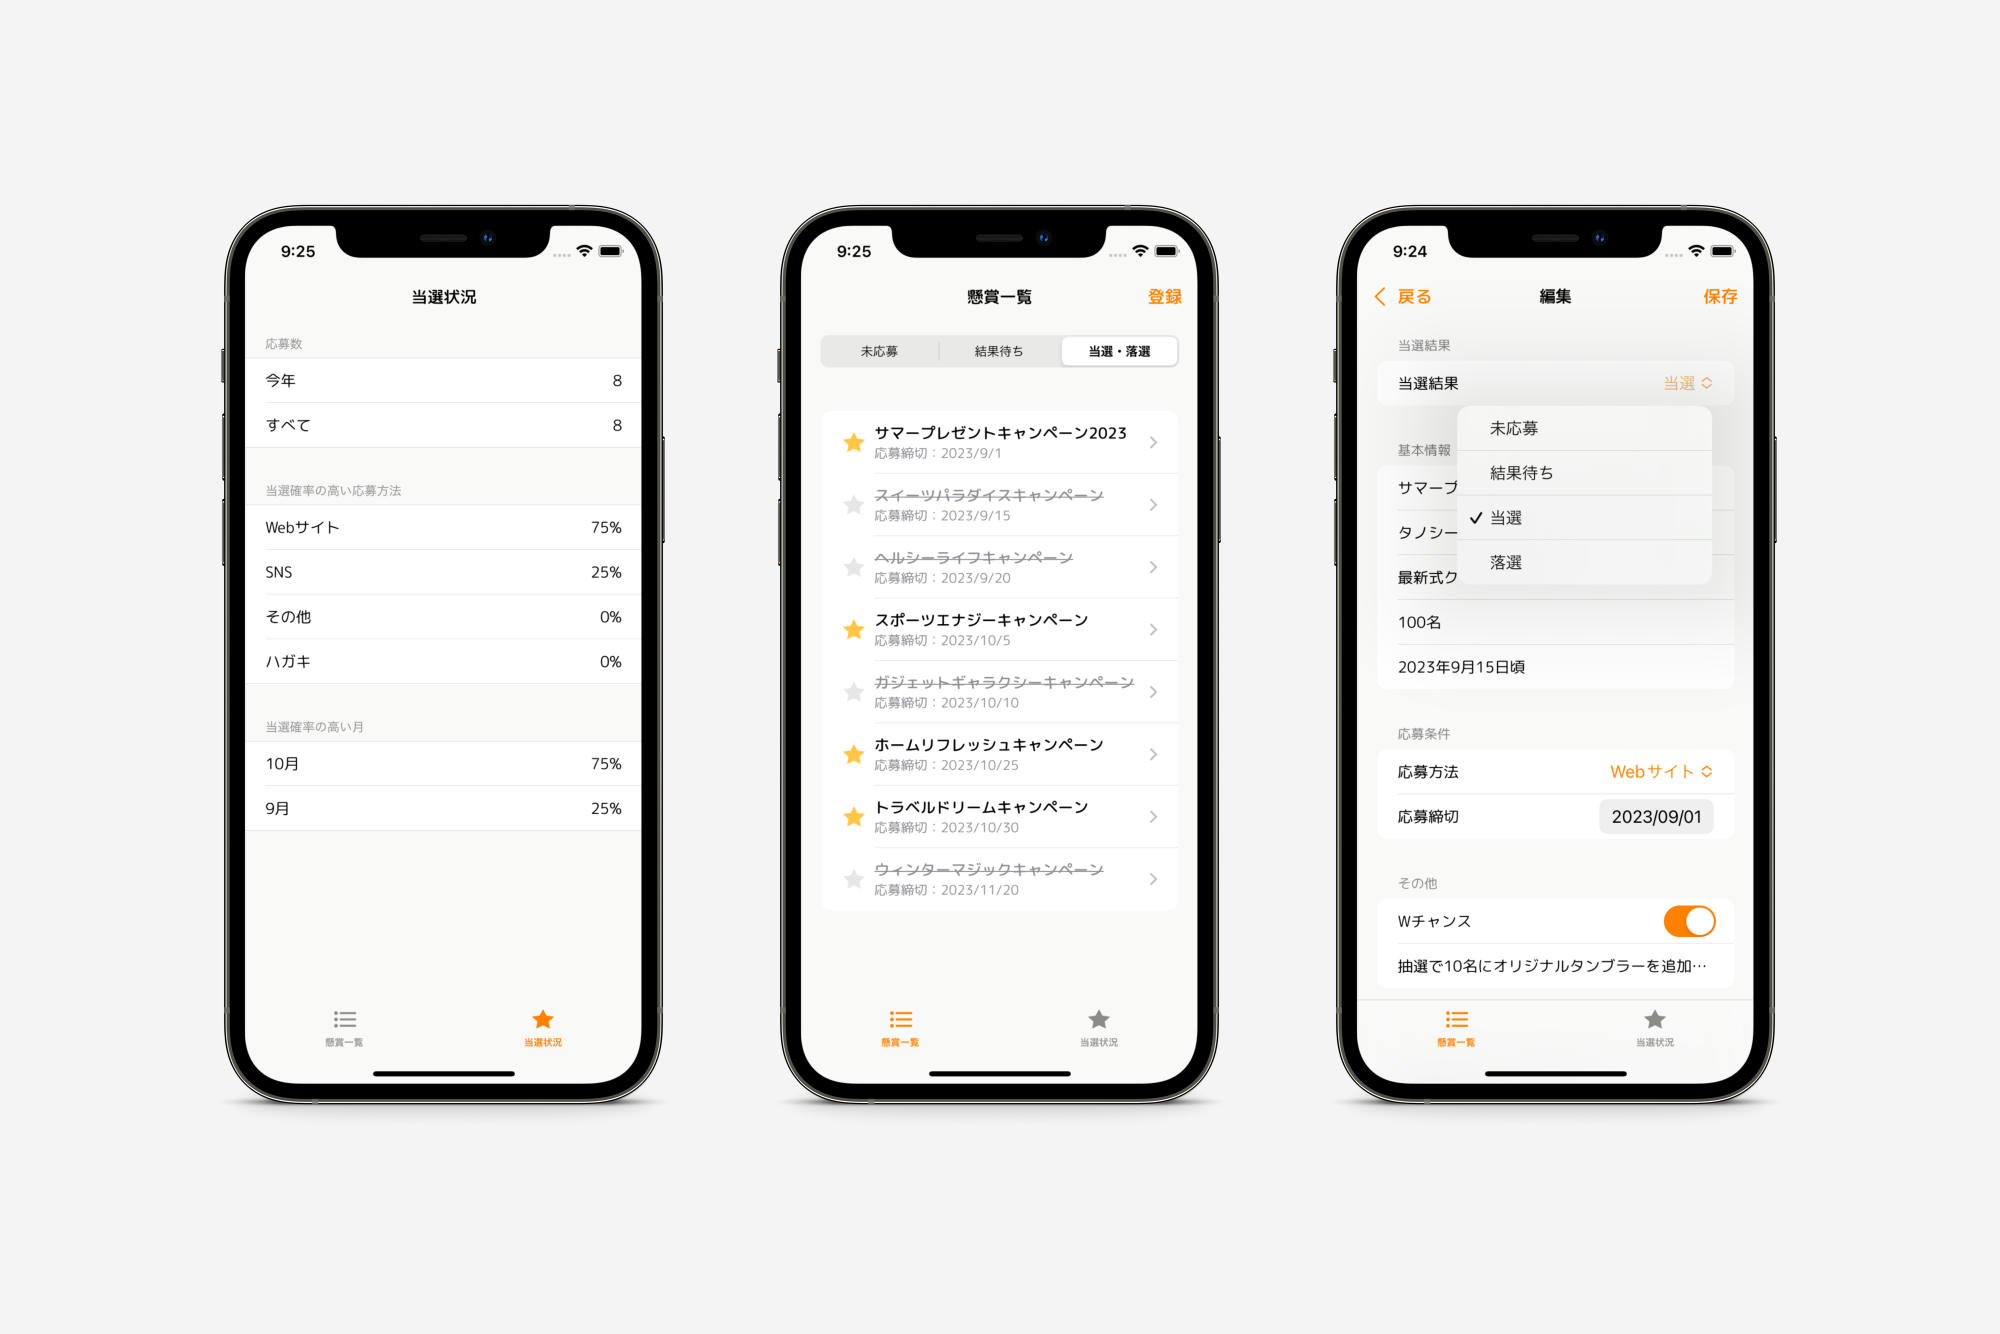 9:25
当選状況
応募数
今年 8
すべて 8
当選確率の高い応募方法
Webサイト 75%
SNS 25%
その他 0%
ハガキ 0%
当選確率の高い月
10月 75%
9月 25%
懸賞一覧 当選状況
9:25
懸賞一覧 登録
未応募 結果待ち 当選・落選
サマープレゼントキャンペーン2023
応募締切：2023/9/1
スイーツパラダイスキャンペーン
応募締切：2023/9/15
ヘルシーライフキャンペーン
応募締切：2023/9/20
スポーツエナジーキャンペーン
応募締切：2023/10/5
ガジェットギャラクシーキャンペーン
応募締切：2023/10/10
ホームリフレッシュキャンペーン
応募締切：2023/10/25
トラベルドリームキャンペーン
応募締切：2023/10/30
ウィンターマジックキャンペーン
応募締切：2023/11/20
懸賞一覧 当選状況
9:24
戻る 編集 保存
当選結果
当選結果 当選
未応募
結果待ち
当選
落選
基本情報
サマープ
タノシー
最新式ク
100名
2023年9月15日頃
応募条件
応募方法 Webサイト
応募締切 2023/09/01
その他
Wチャンス
抽選で10名にオリジナルタンブラーを追加…
懸賞一覧 当選状況